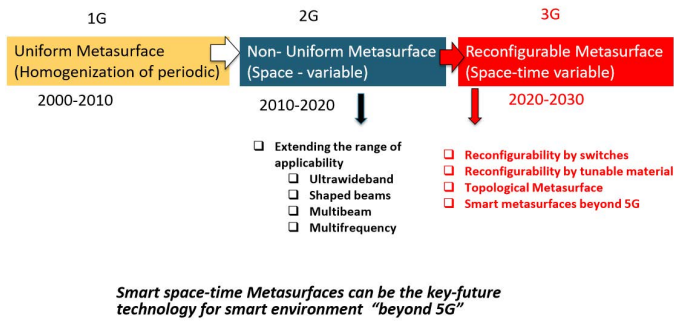 1G
2G
3G
Uniform Metasurface
(Homogenization of periodic)
Non- Uniform Metasurface
(Space - variable)
Reconfigurable Metasurface
(Space-time variable)
2000-2010
2010-2020
2020-2030
❑ Extending the range of
applicability
❑ Ultrawideband
❑ Shaped beams
❑ Multibeam
❑ Multifrequency
❑ Reconfigurability by switches
❑ Reconfigurability by tunable material
❑ Topological Metasurface
❑ Smart metasurfaces beyond 5G
Smart space-time Metasurfaces can be the key-future
technology for smart environment “beyond 5G”